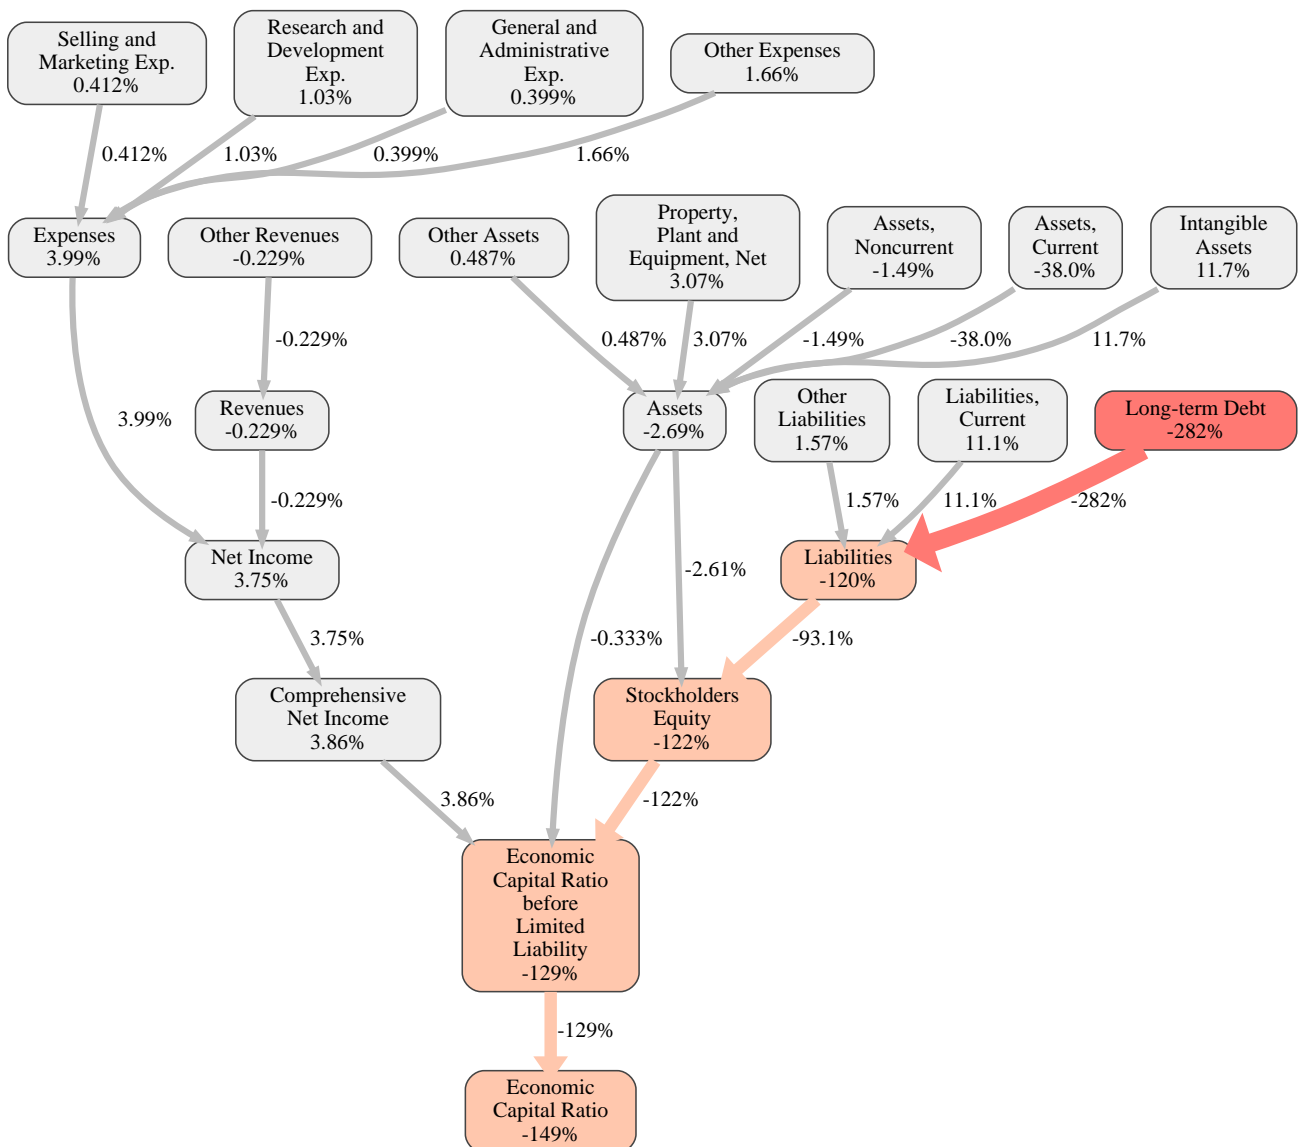 Selling and
Marketing Exp.
0.412%
Research and
Development
Exp.
1.03%
General and
Administrative
Exp.
0.399%
Other Expenses
1.66%
0.412%
1.03%
0.399%
1.66%
Expenses
3.99%
Other Revenues
-0.229%
Other Assets
0.487%
Property,
Plant and
Equipment, Net
3.07%
Assets,
Noncurrent
-1.49%
Assets,
Current
-38.0%
Intangible
Assets
11.7%
-0.229%
0.487%
3.07%
-1.49%
-38.0%
11.7%
3.99%
Revenues
-0.229%
Assets
-2.69%
Other
Liabilities
1.57%
Liabilities,
Current
11.1%
Long-term Debt
-282%
-0.229%
1.57%
11.1%
-282%
Net Income
3.75%
-2.61%
Liabilities
-120%
3.75%
-0.333%
-93.1%
Comprehensive
Net Income
3.86%
Stockholders
Equity
-122%
3.86%
-122%
Economic
Capital Ratio
before
Limited
Liability
-129%
-129%
Economic
Capital Ratio
-149%